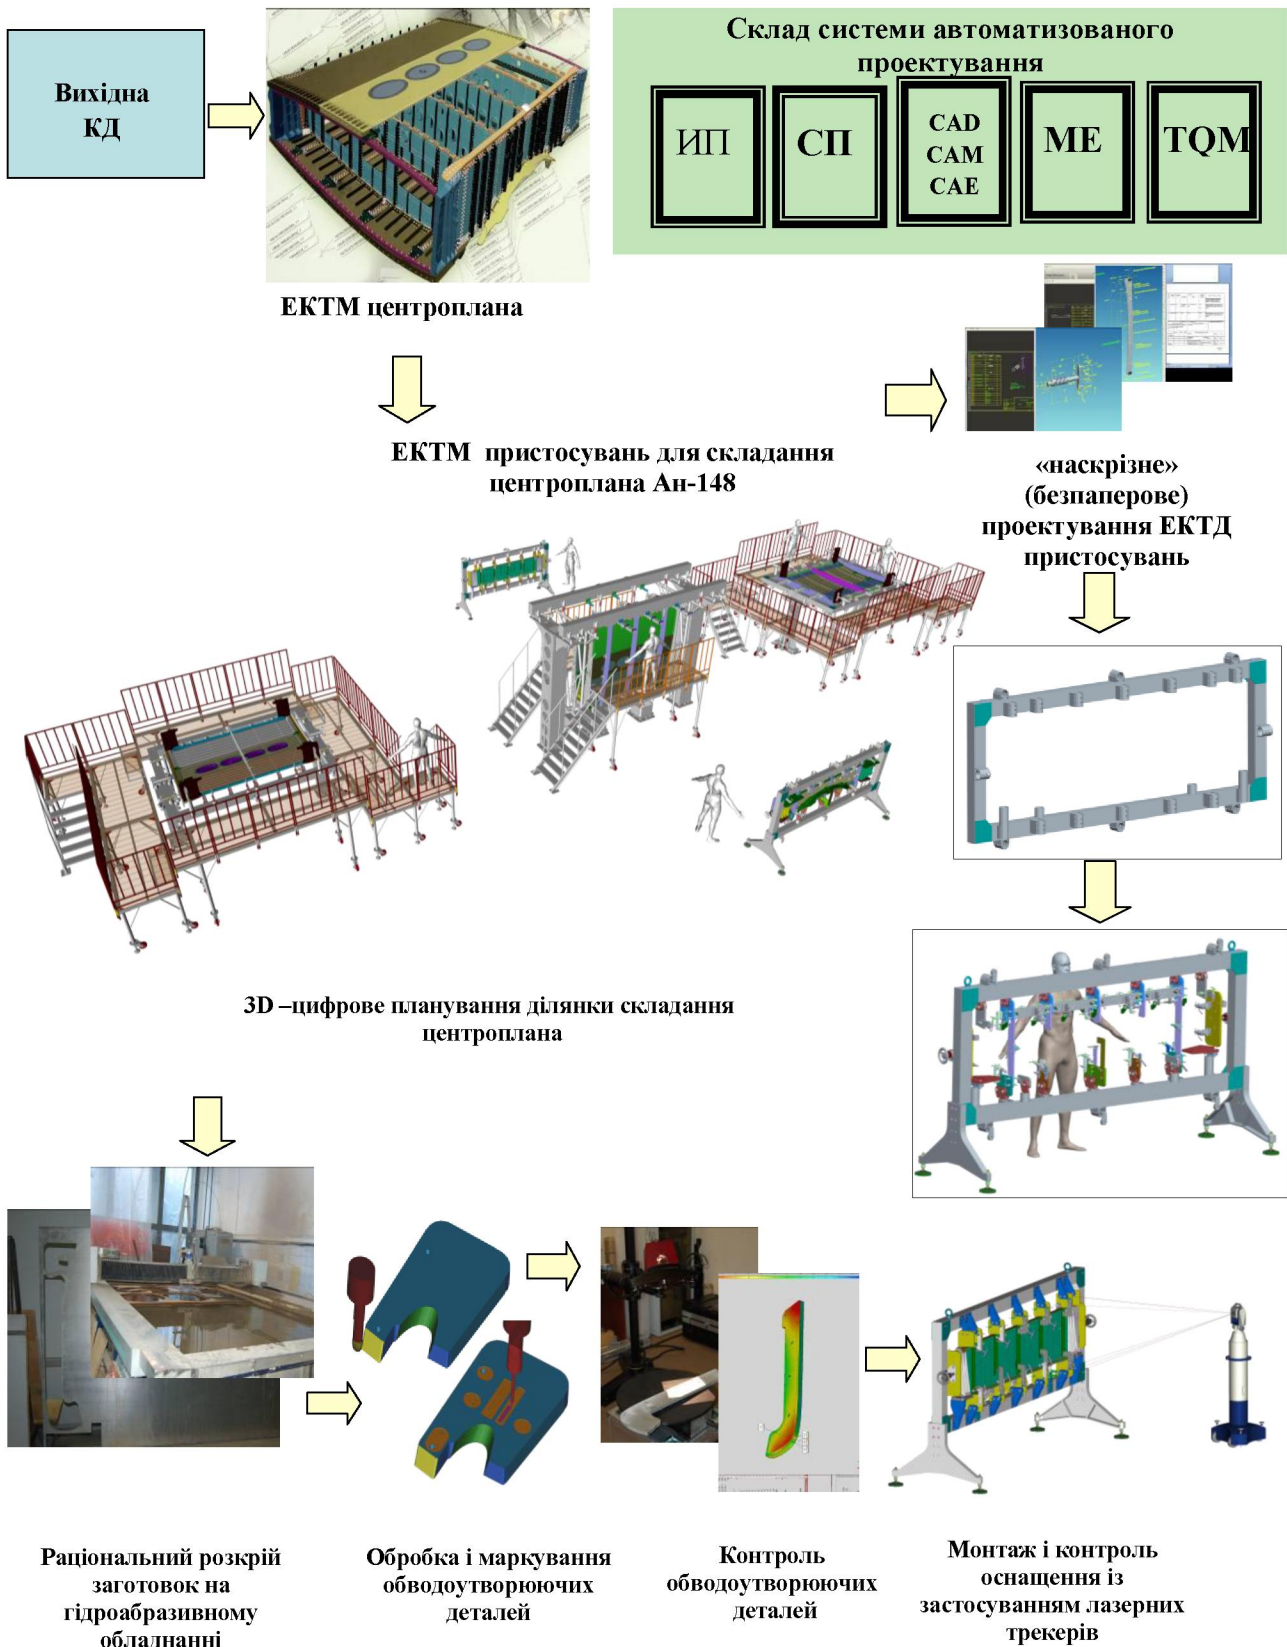 Вихідна
КД
Склад системи автоматизованого
проектування
ИП
СП
CAD
CAM
CAE
МЕ
TQM
ЕКТМ центроплана
ЕКТМ пристосувань для складання
центроплана Ан-148
«наскрізне»
(безпаперове)
проектування ЕКТД
пристосувань
3D –цифрове планування ділянки складання
центроплана
Раціональний розкрій
заготовок на
гідроабразивному
обладнанні
Обробка і маркування
обводоутворюючих
деталей
Контроль
обводоутворюючих
деталей
Монтаж і контроль
оснащення із
застосуванням лазерних
трекерів